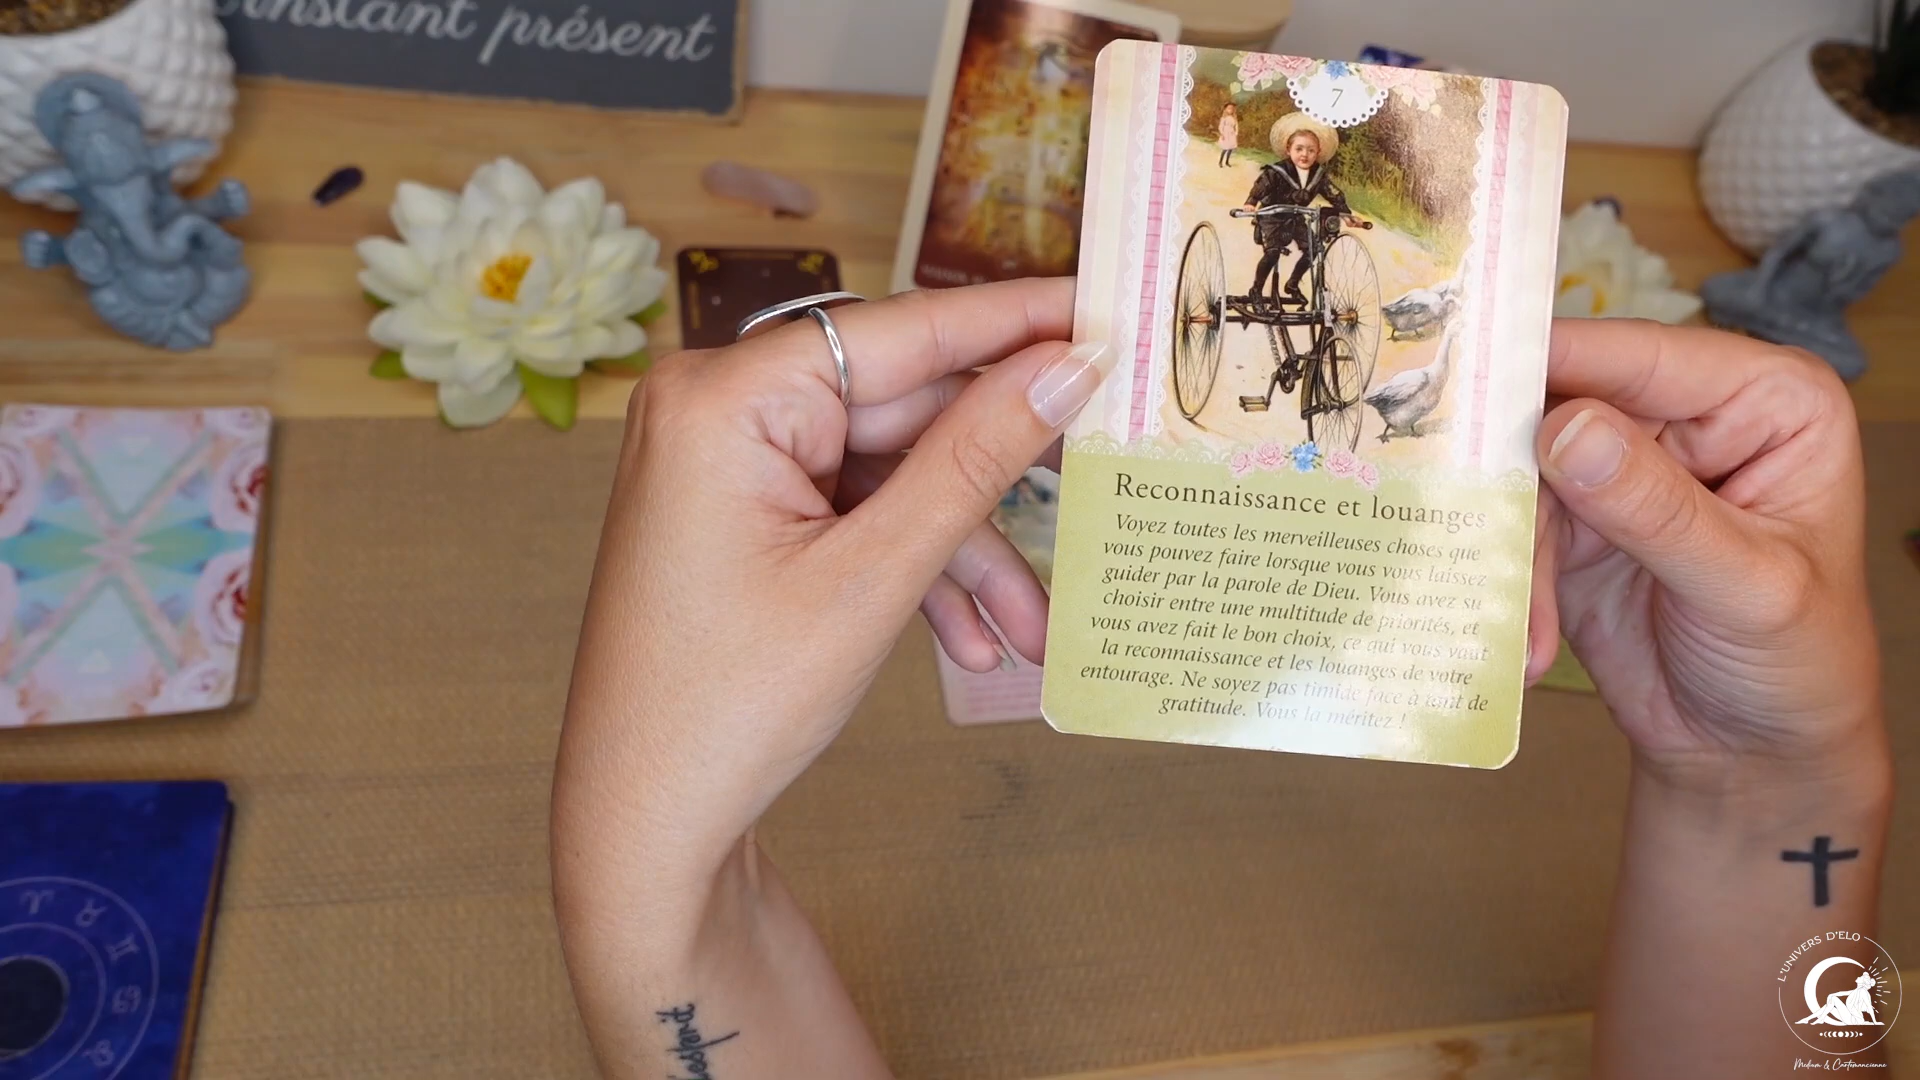 instant présent
7
Reconnaissance et louanges
Voyez toutes les merveilleuses choses que
vous pouvez faire lorsque vous vous laissez
guider par la parole de Dieu. Vous avez su
choisir entre une multitude de priorités, et
vous avez fait le bon choix, ce qui vous vaut
la reconnaissance et les louanges de votre
entourage. Ne soyez pas timide face à tant de
gratitude. Vous la méritez !
L'UNIVERS D'ELO
Medium & Cartomancienne